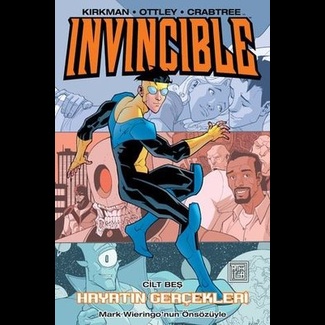 KIRKMAN • OTTLEY • CRABTREE
INVINCIBLE
CİLT BEŞ
HAYATIN GERÇEKLERİ
Mark Wieringo'nun Önsözüyle